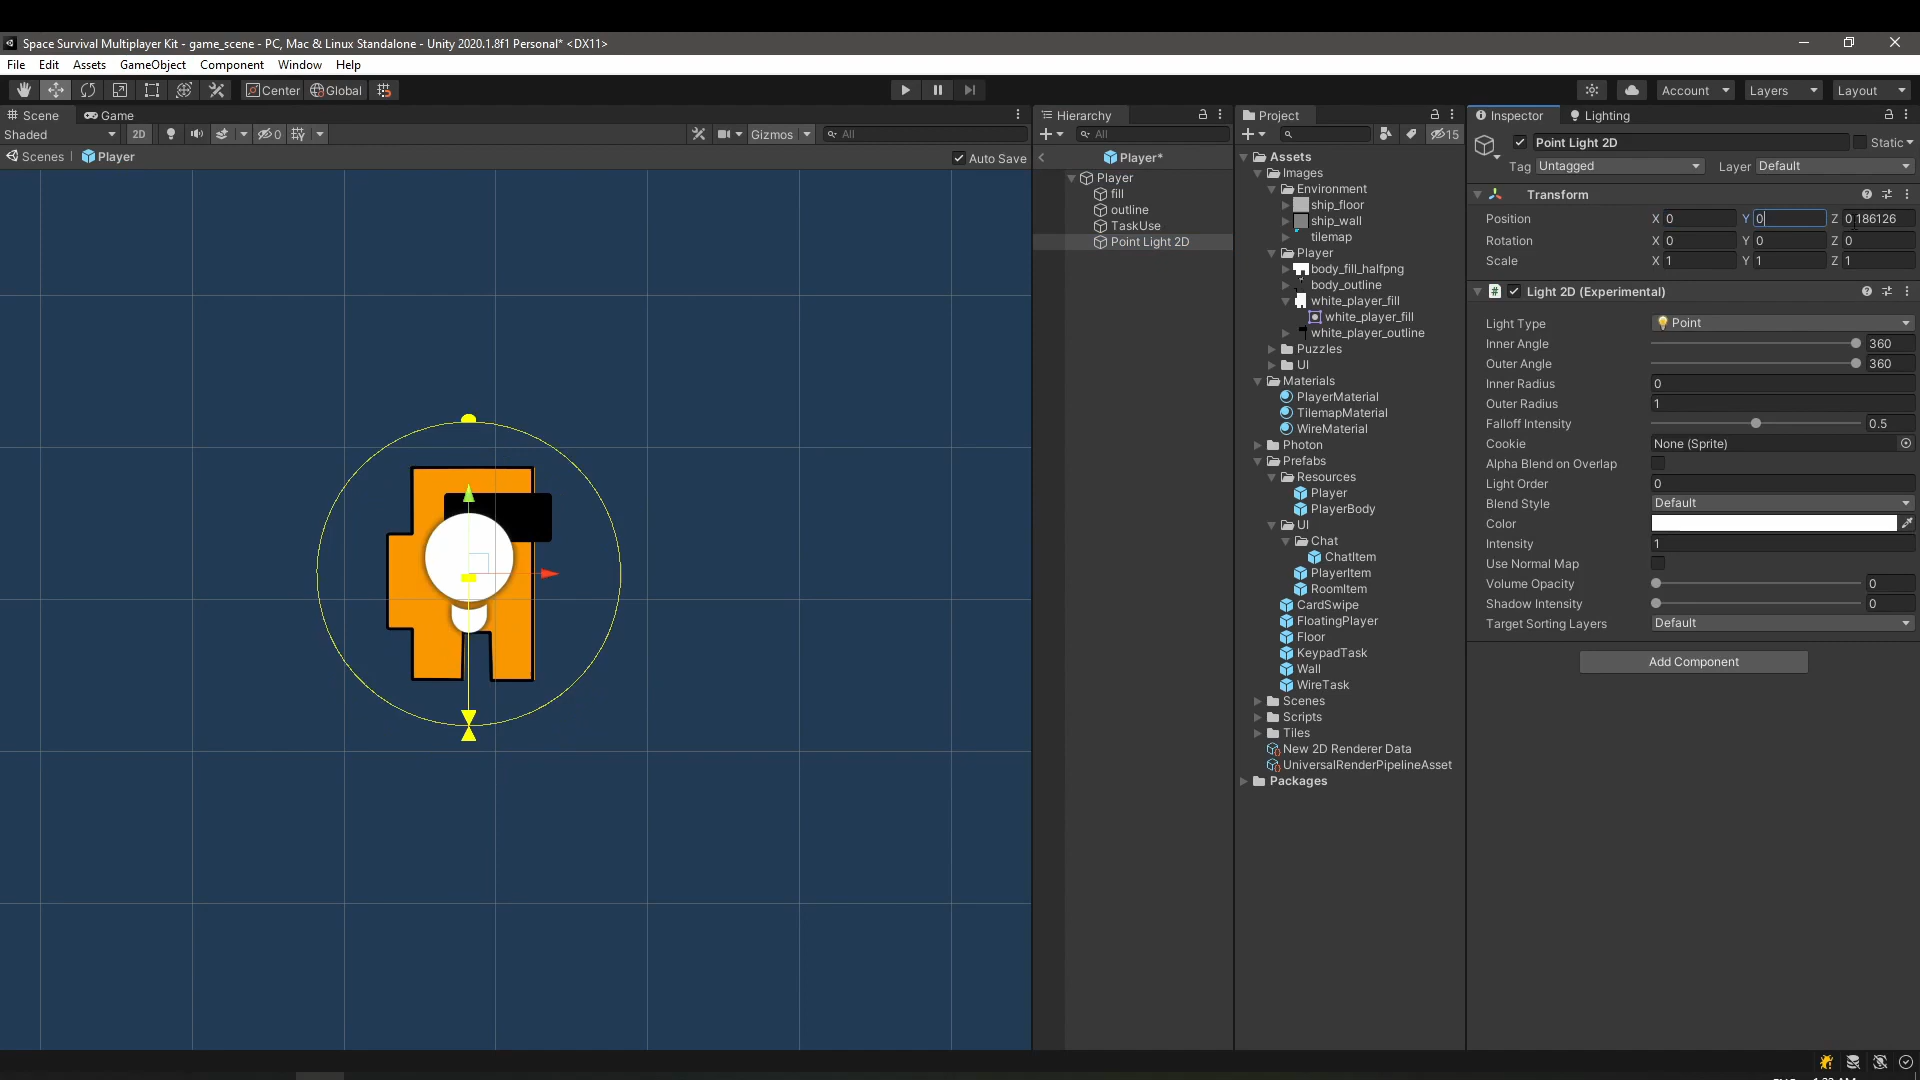 Space Survival Multiplayer Kit - game_scene - PC, Mac & Linux Standalone - Unity 2020.1.8f1 Personal* <DX11>
File Edit Assets GameObject Component Window Help
Center Global Account Layers Layout
Scene Game
Shaded 2D 0 Gizmos All
Scenes Player Auto Save
Hierarchy
All
Player*
Player
fill
outline
TaskUse
Point Light 2D
Project
15
Assets
Images
Environment
ship_floor
ship_wall
tilemap
Player
body_fill_halfpng
body_outline
white_player_fill
white_player_fill
white_player_outline
Puzzles
UI
Materials
PlayerMaterial
TilemapMaterial
WireMaterial
Photon
Prefabs
Resources
Player
PlayerBody
UI
Chat
ChatItem
PlayerItem
RoomItem
CardSwipe
FloatingPlayer
Floor
KeypadTask
Wall
WireTask
Scenes
Scripts
Tiles
New 2D Renderer Data
UniversalRenderPipelineAsset
Packages
Inspector Lighting
Point Light 2D Static
Tag Untagged Layer Default
Transform
Position X 0 Y 0 Z 0.186126
Rotation X 0 Y 0 Z 0
Scale X 1 Y 1 Z 1
Light 2D (Experimental)
Light Type Point
Inner Angle 360
Outer Angle 360
Inner Radius 0
Outer Radius 1
Falloff Intensity 0.5
Cookie None (Sprite)
Alpha Blend on Overlap
Light Order 0
Blend Style Default
Color
Intensity 1
Use Normal Map
Volume Opacity 0
Shadow Intensity 0
Target Sorting Layers Default
Add Component